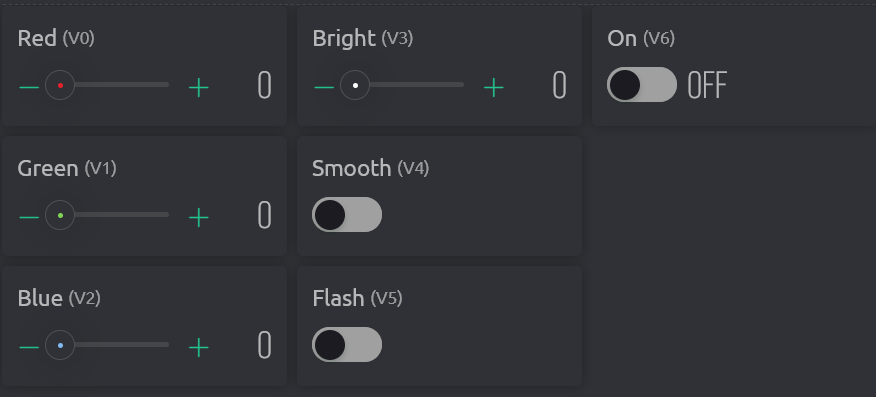 Red (V0)
– + 0
Bright (V3)
– + 0
On (V6)
OFF
Green (V1)
– + 0
Smooth (V4)
Blue (V2)
– + 0
Flash (V5)